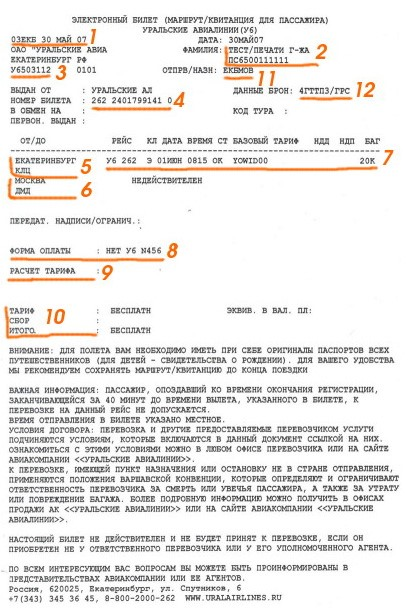 ЭЛЕКТРОННЫЙ БИЛЕТ (МАРШРУТ/КВИТАНЦИЯ ДЛЯ ПАССАЖИРА)
УРАЛЬСКИЕ АВИАЛИНИИ(У6)
1
03ЕКБ 30 МАЙ 07 ДАТА: 30МАЙ07
ОАО "УРАЛЬСКИЕ АВИА ФАМИЛИЯ: ТЕСТ/ПЕЧАТИ Г-ЖА 2
ЕКАТЕРИНБУРГ РФ ПС6500111111
У6503112 3 0101 ОТПРВ/НАЗН: ЕКБМОВ
11
ВЫДАН ОТ : УРАЛЬСКИЕ АЛ ДАННЫЕ БРОН: 4ГТТП3/ГРС
НОМЕР БИЛЕТА : 262 2401799141 0 4 12
В ОБМЕН НА : КОД ТУРА :
ПЕРВОН. ВЫДАН :
ОТ/ДО РЕЙС КЛ ДАТА ВРЕМЯ СТ БАЗОВЫЙ ТАРИФ НДД НДП БАГ
7
ЕКАТЕРИНБУРГ У6 262 Э 01ИЮН 0815 ОК YOWID00 20К
КЛЦ 5
МОСКВА НЕДЕЙСТВИТЕЛЕН
ДМД 6
ПЕРЕДАТ. НАДПИСИ/ОГРАНИЧ.:
ФОРМА ОПЛАТЫ : НЕТ У6 N456 8
РАСЧЕТ ТАРИФА : 9
ТАРИФ 10 : БЕСПЛАТН ЭКВИВ. В ВАЛ. ПЛ:
СБОР :
ИТОГО : БЕСПЛАТН
ВНИМАНИЕ: ДЛЯ ПОЛЕТА ВАМ НЕОБХОДИМО ИМЕТЬ ПРИ СЕБЕ ОРИГИНАЛЫ ПАСПОРТОВ ВСЕХ
ПУТЕШЕСТВЕННИКОВ (ДЛЯ ДЕТЕЙ - СВИДЕТЕЛЬСТВА О РОЖДЕНИИ). ДЛЯ ВАШЕГО УДОБСТВА
МЫ РЕКОМЕНДУЕМ СОХРАНЯТЬ МАРШРУТ/КВИТАНЦИЮ ДО КОНЦА ПОЕЗДКИ
ВАЖНАЯ ИНФОРМАЦИЯ: ПАССАЖИР, ОПОЗДАВШИЙ КО ВРЕМЕНИ ОКОНЧАНИЯ РЕГИСТРАЦИИ,
ЗАКАНЧИВАЮЩЕЙСЯ ЗА 40 МИНУТ ДО ВРЕМЕНИ ВЫЛЕТА, УКАЗАННОГО В БИЛЕТЕ, К
ПЕРЕВОЗКЕ НА ДАННЫЙ РЕЙС НЕ ДОПУСКАЕТСЯ.
ВРЕМЯ ОТПРАВЛЕНИЯ В БИЛЕТЕ УКАЗАНО МЕСТНОЕ.
УСЛОВИЯ ДОГОВОРА: ПЕРЕВОЗКА И ДРУГИЕ ПРЕДОСТАВЛЯЕМЫЕ ПЕРЕВОЗЧИКОМ УСЛУГИ
ПОДЧИНЯЮТСЯ УСЛОВИЯМ, КОТОРЫЕ ВКЛЮЧАЮТСЯ В ДАННЫЙ ДОКУМЕНТ ССЫЛКОЙ НА НИХ.
ОЗНАКОМИТЬСЯ С ЭТИМИ УСЛОВИЯМИ МОЖНО В ЛЮБОМ ОФИСЕ ПЕРЕВОЗЧИКА ИЛИ НА САЙТЕ
АВИАКОМПАНИИ <<УРАЛЬСКИЕ АВИАЛИНИИ>>.
К ПЕРЕВОЗКЕ, ИМЕЮЩЕЙ ПУНКТ НАЗНАЧЕНИЯ ИЛИ ОСТАНОВКУ НЕ В СТРАНЕ ОТПРАВЛЕНИЯ,
ПРИМЕНЯЮТСЯ ПОЛОЖЕНИЯ ВАРШАВСКОЙ КОНВЕНЦИИ, КОТОРЫЕ ОПРЕДЕЛЯЮТ И ОГРАНИЧИВАЮТ
ОТВЕТСТВЕННОСТЬ ПЕРЕВОЗЧИКА ЗА СМЕРТЬ ИЛИ УВЕЧЬЯ ПАССАЖИРА, А ТАКЖЕ ЗА УТРАТУ
ИЛИ ПОВРЕЖДЕНИЕ БАГАЖА. БОЛЕЕ ПОДРОБНУЮ ИНФОРМАЦИЮ МОЖНО ПОЛУЧИТЬ В ОФИСАХ
ПРОДАЖИ АК <<УРАЛЬСКИЕ АВИАЛИНИИ>> ИЛИ НА САЙТЕ АВИАКОМПАНИИ <<УРАЛЬСКИЕ
АВИАЛИНИИ>>.
НАСТОЯЩИЙ БИЛЕТ НЕ ДЕЙСТВИТЕЛЕН И НЕ БУДЕТ ПРИНЯТ К ПЕРЕВОЗКЕ, ЕСЛИ ОН
ПРИОБРЕТЕН НЕ У ОТВЕТСТВЕННОГО ПЕРЕВОЗЧИКА ИЛИ У ЕГО УПОЛНОМОЧЕННОГО АГЕНТА.
ПО ВСЕМ ИНТЕРЕСУЮЩИМ ВАС ВОПРОСАМ ВЫ МОЖЕТЕ БЫТЬ ПРОИНФОРМИРОВАНЫ В
ПРЕДСТАВИТЕЛЬСТВАХ АВИАКОМПАНИИ ИЛИ ЕЕ АГЕНТОВ.
Россия, 620025, Екатеринбург, ул. Спутников, 6
+7(343) 345 36 45, 8-800-2000-262 WWW.URALAIRLINES.RU